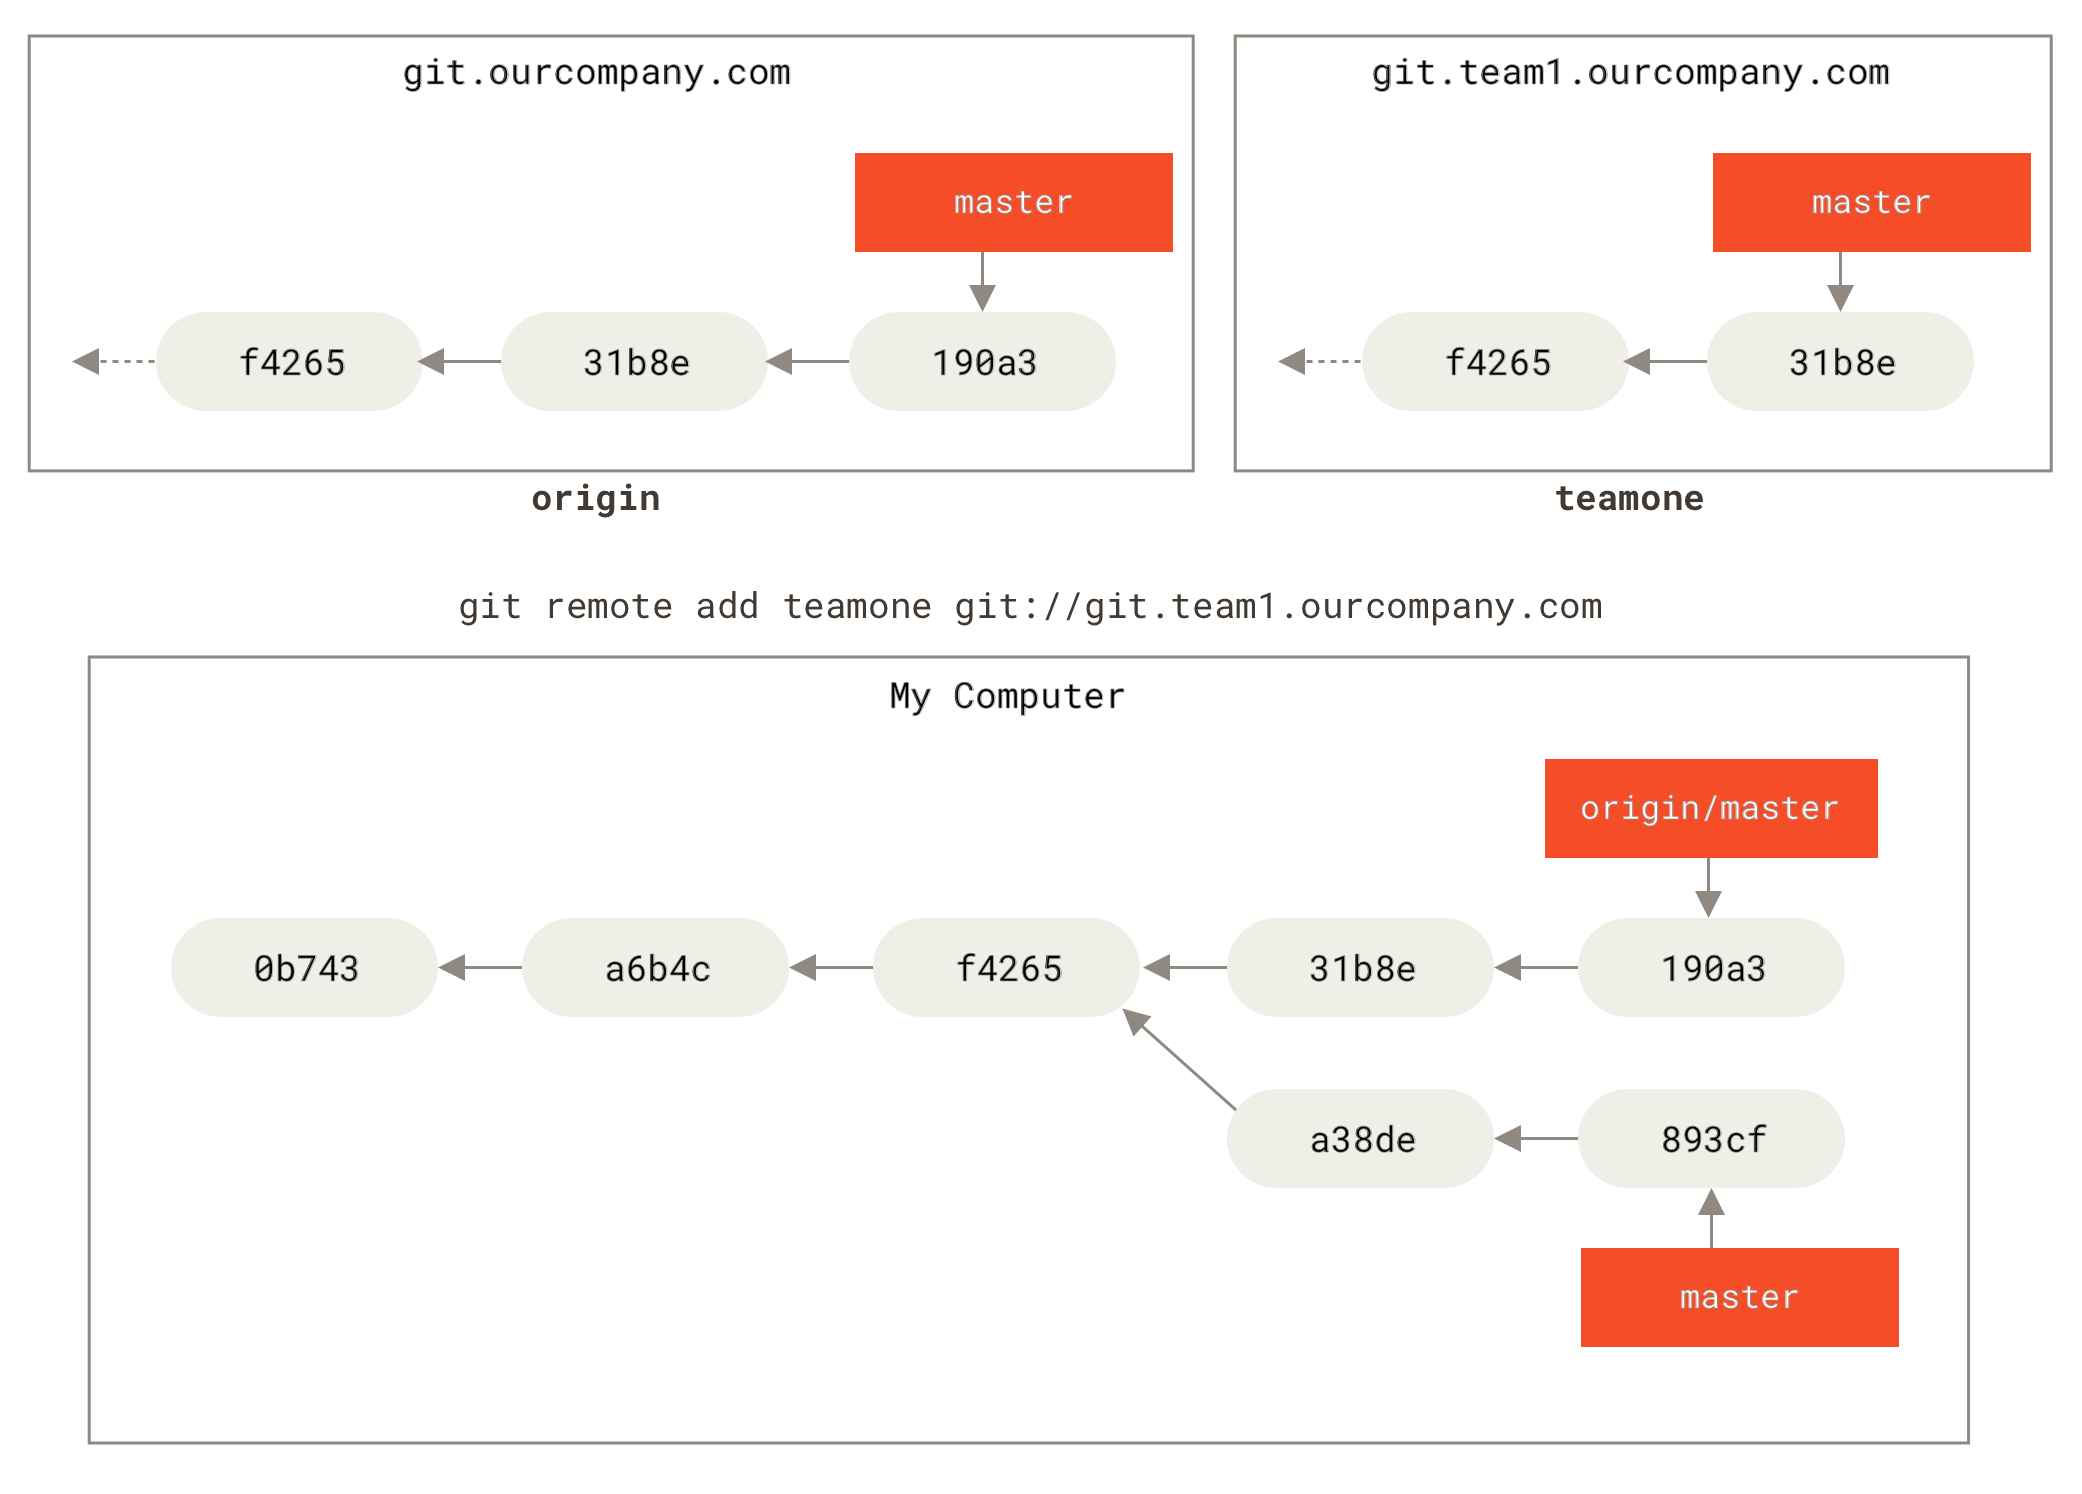 git.ourcompany.com
master
f4265
31b8e
190a3
origin
git.team1.ourcompany.com
master
f4265
31b8e
teamone
git remote add teamone git://git.team1.ourcompany.com
My Computer
origin/master
0b743
a6b4c
f4265
31b8e
190a3
a38de
893cf
master